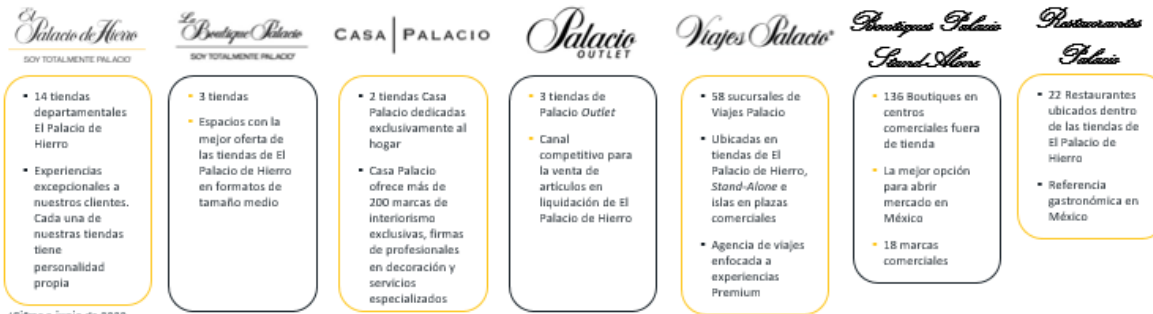 El
Palacio de Hierro
SOY TOTALMENTE PALACIO
▪ 14 tiendas
departamentales
El Palacio de
Hierro
▪ Experiencias
excepcionales a
nuestros clientes.
Cada una de
nuestras tiendas
tiene
personalidad
propia
La
Boutique Palacio
SOY TOTALMENTE PALACIO
▪ 3 tiendas
▪ Espacios con la
mejor oferta de
las tiendas de El
Palacio de Hierro
en formatos de
tamaño medio
CASA | PALACIO
▪ 2 tiendas Casa
Palacio dedicadas
exclusivamente al
hogar
▪ Casa Palacio
ofrece más de
200 marcas de
interiorismo
exclusivas, firmas
de profesionales
en decoración y
servicios
especializados
Palacio
OUTLET
▪ 3 tiendas de
Palacio Outlet
▪ Canal
competitivo para
la venta de
artículos en
liquidación de El
Palacio de Hierro
Viajes Palacio
▪ 58 sucursales de
Viajes Palacio
▪ Ubicadas en
tiendas de El
Palacio de Hierro,
Stand-Alone e
islas en plazas
comerciales
▪ Agencia de viajes
enfocada a
experiencias
Premium
Boutiques Palacio
Stand-Alone
▪ 136 Boutiques en
centros
comerciales fuera
de tienda
▪ La mejor opción
para abrir
mercado en
México
▪ 18 marcas
comerciales
Restaurantes
Palacio
▪ 22 Restaurantes
ubicados dentro
de las tiendas de
El Palacio de
Hierro
▪ Referencia
gastronómica en
México